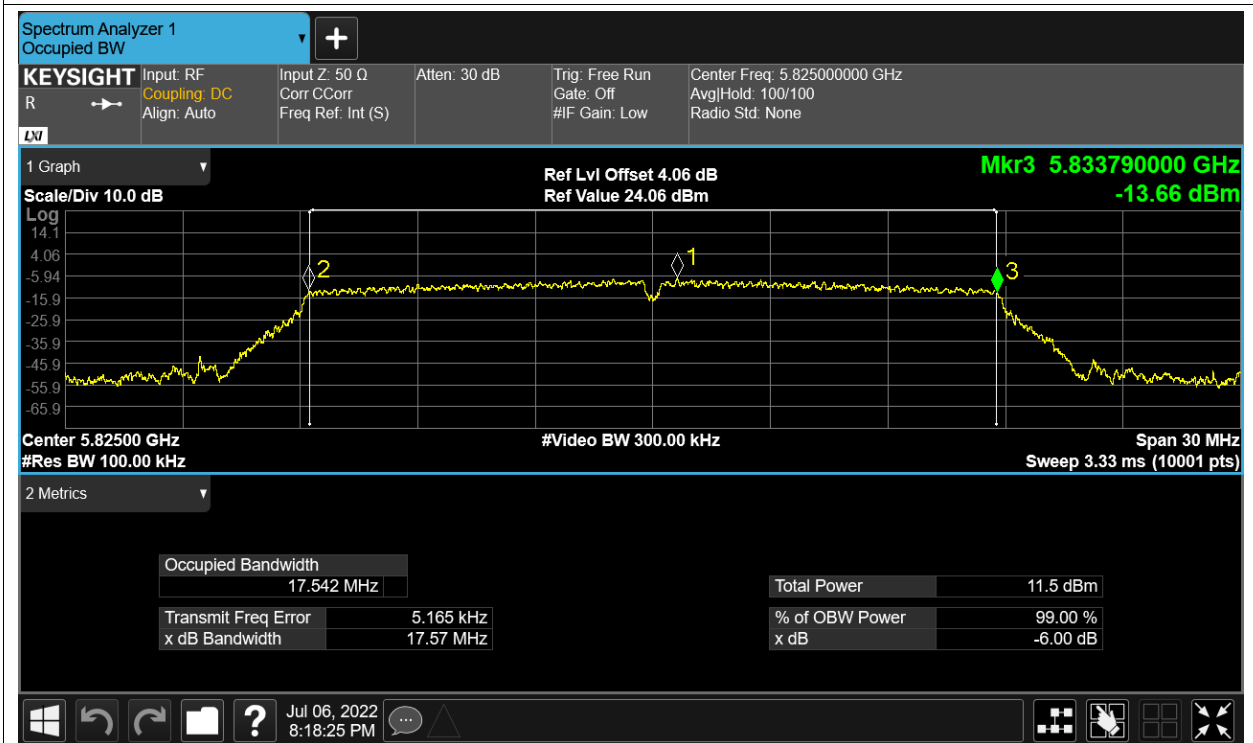 Spectrum Analyzer 1
Occupied BW
KEYSIGHT
R
LXI
Input: RF
Coupling: DC
Align: Auto
Input Z: 50 Ω
Corr CCorr
Freq Ref: Int (S)
Atten: 30 dB
Trig: Free Run
Gate: Off
#IF Gain: Low
Center Freq: 5.825000000 GHz
Avg|Hold: 100/100
Radio Std: None
1 Graph
Scale/Div 10.0 dB
Ref Lvl Offset 4.06 dB
Ref Value 24.06 dBm
Mkr3 5.833790000 GHz
-13.66 dBm
Log
14.1
4.06
-5.94
-15.9
-25.9
-35.9
-45.9
-55.9
-65.9
2
1
3
Center 5.82500 GHz
#Res BW 100.00 kHz
#Video BW 300.00 kHz
Span 30 MHz
Sweep 3.33 ms (10001 pts)
2 Metrics
Occupied Bandwidth
17.542 MHz
Transmit Freq Error 5.165 kHz
x dB Bandwidth 17.57 MHz
Total Power 11.5 dBm
% of OBW Power 99.00 %
x dB -6.00 dB
?
Jul 06, 2022
8:18:25 PM